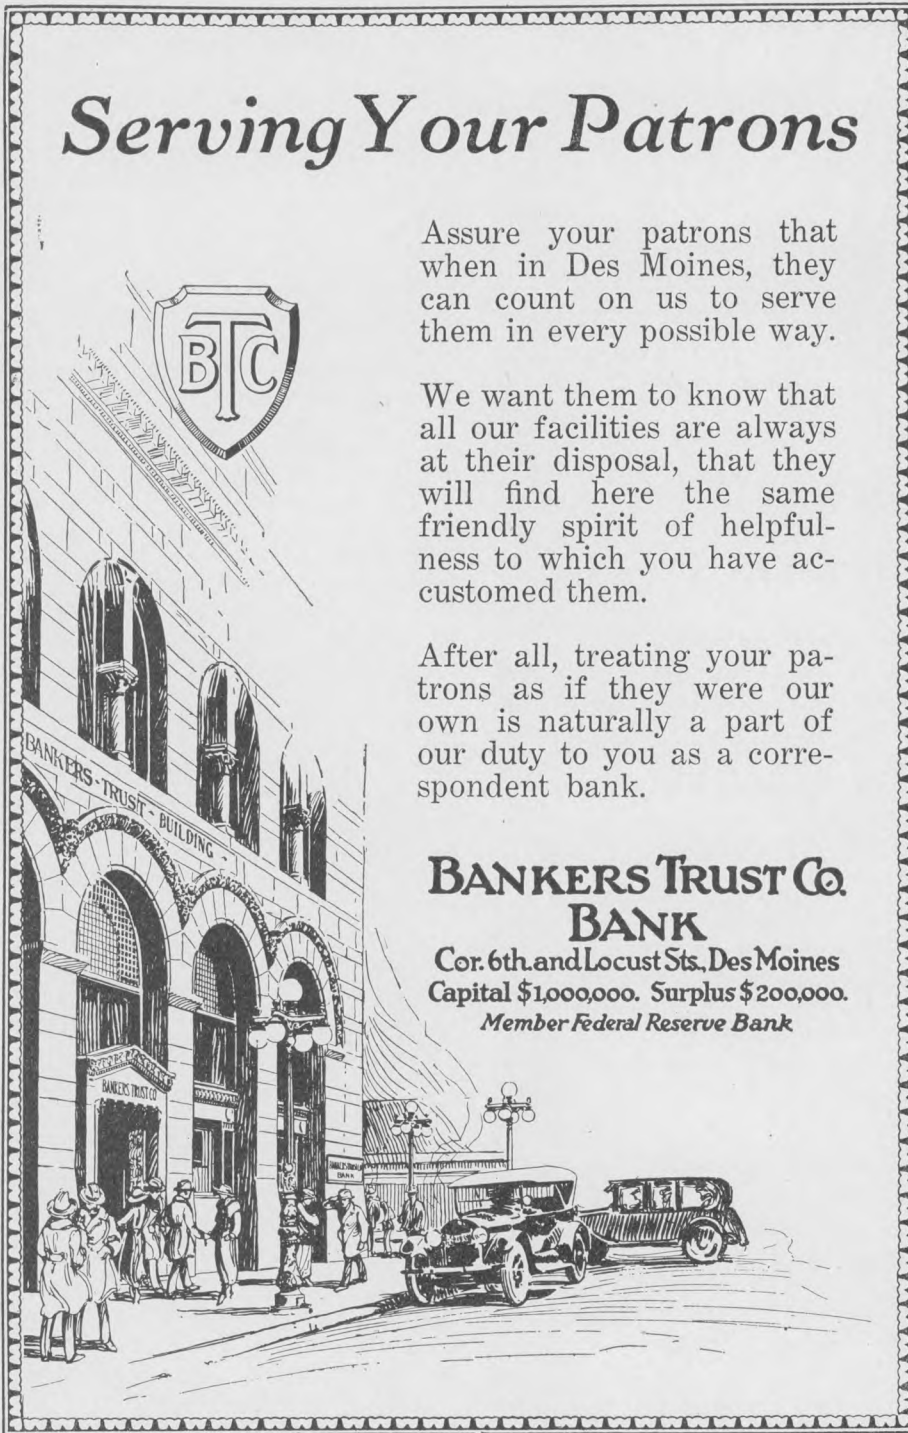 Serving Your Patrons
BTC
Assure your patrons that
when in Des Moines, they
can count on us to serve
them in every possible way.
We want them to know that
all our facilities are always
at their disposal, that they
will find here the same
friendly spirit of helpful-
ness to which you have ac-
customed them.
After all, treating your pa-
trons as if they were our
own is naturally a part of
our duty to you as a corre-
spondent bank.
BANKERS TRUST CO.
BANK
Cor. 6th. and Locust Sts., Des Moines
Capital $1,000,000. Surplus $200,000.
Member Federal Reserve Bank
BANKERS-TRUST-BUILDING-
BANKERS TRUST CO
BANK